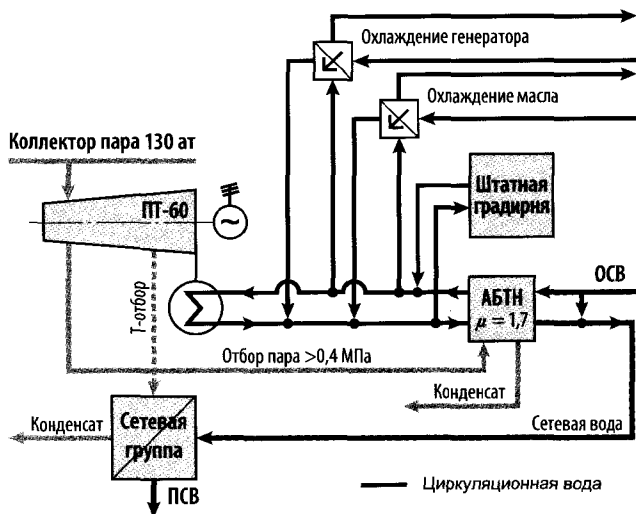 Охлаждение генератора
Охлаждение масла
Коллектор пара 130 ат
ПТ-60
~
Штатная
градирня
Т-отбор
АБТН
μ = 1,7
ОСВ
Отбор пара >0,4 МПа
Конденсат
Конденсат
Сетевая
группа
Сетевая вода
ПСВ
Циркуляционная вода